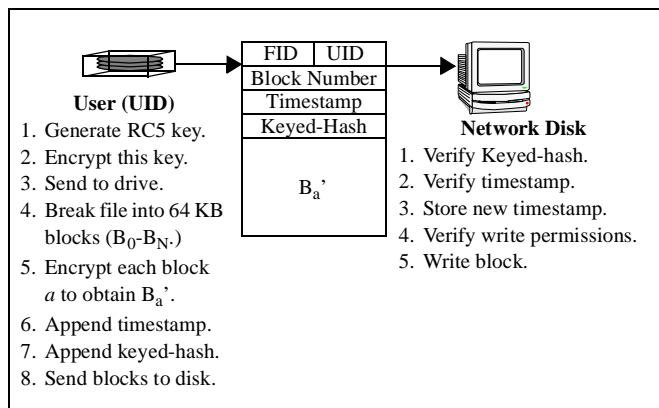 User (UID)
1. Generate RC5 key.
2. Encrypt this key.
3. Send to drive.
4. Break file into 64 KB
blocks (B0-BN.)
5. Encrypt each block
a to obtain Ba’.
6. Append timestamp.
7. Append keyed-hash.
8. Send blocks to disk.
FID UID
Block Number
Timestamp
Keyed-Hash
Ba’
Network Disk
1. Verify Keyed-hash.
2. Verify timestamp.
3. Store new timestamp.
4. Verify write permissions.
5. Write block.